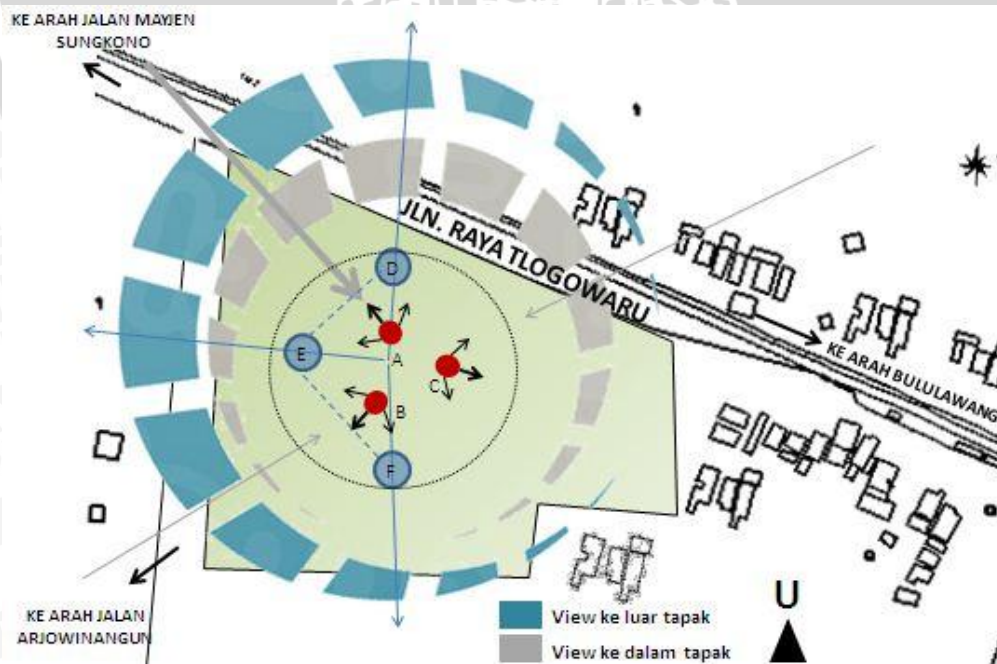 KE ARAH JALAN MAYJEN
SUNGKONO
JLN. RAYA TLOGOWARU
D
E
A
C
B
F
KE ARAH BULULAWANG
KE ARAH JALAN
ARJOWINANGUN
U
View ke luar tapak
View ke dalam tapak